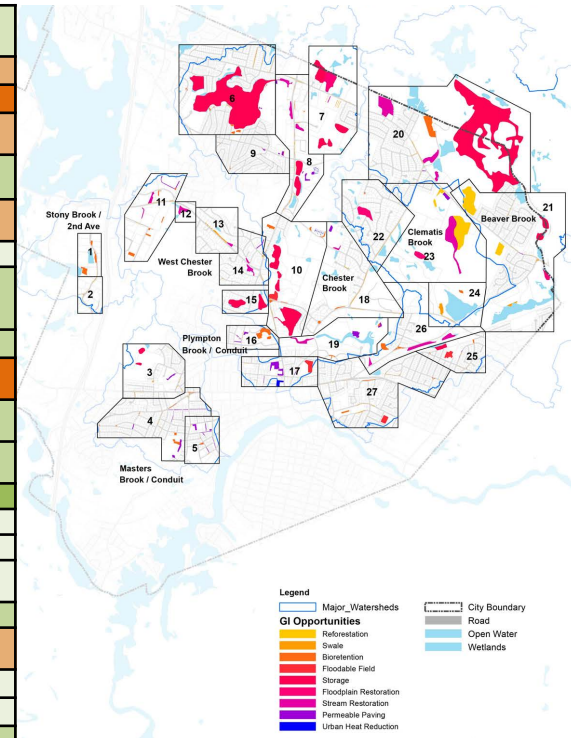 6
7
20
9
8
21
11
Beaver Brook
Stony Brook /
2nd Ave
12
13
22
Clematis
Brook
23
1
West Chester
Brook
14
10
Chester
Brook
2
15
18
24
26
Plympton
Brook / Conduit
16
19
25
3
17
27
4
5
Masters
Brook / Conduit
Legend
Major_Watersheds
GI Opportunities
Reforestation
Swale
Bioretention
Floodable Field
Storage
Floodplain Restoration
Stream Restoration
Permeable Paving
Urban Heat Reduction
City Boundary
Road
Open Water
Wetlands